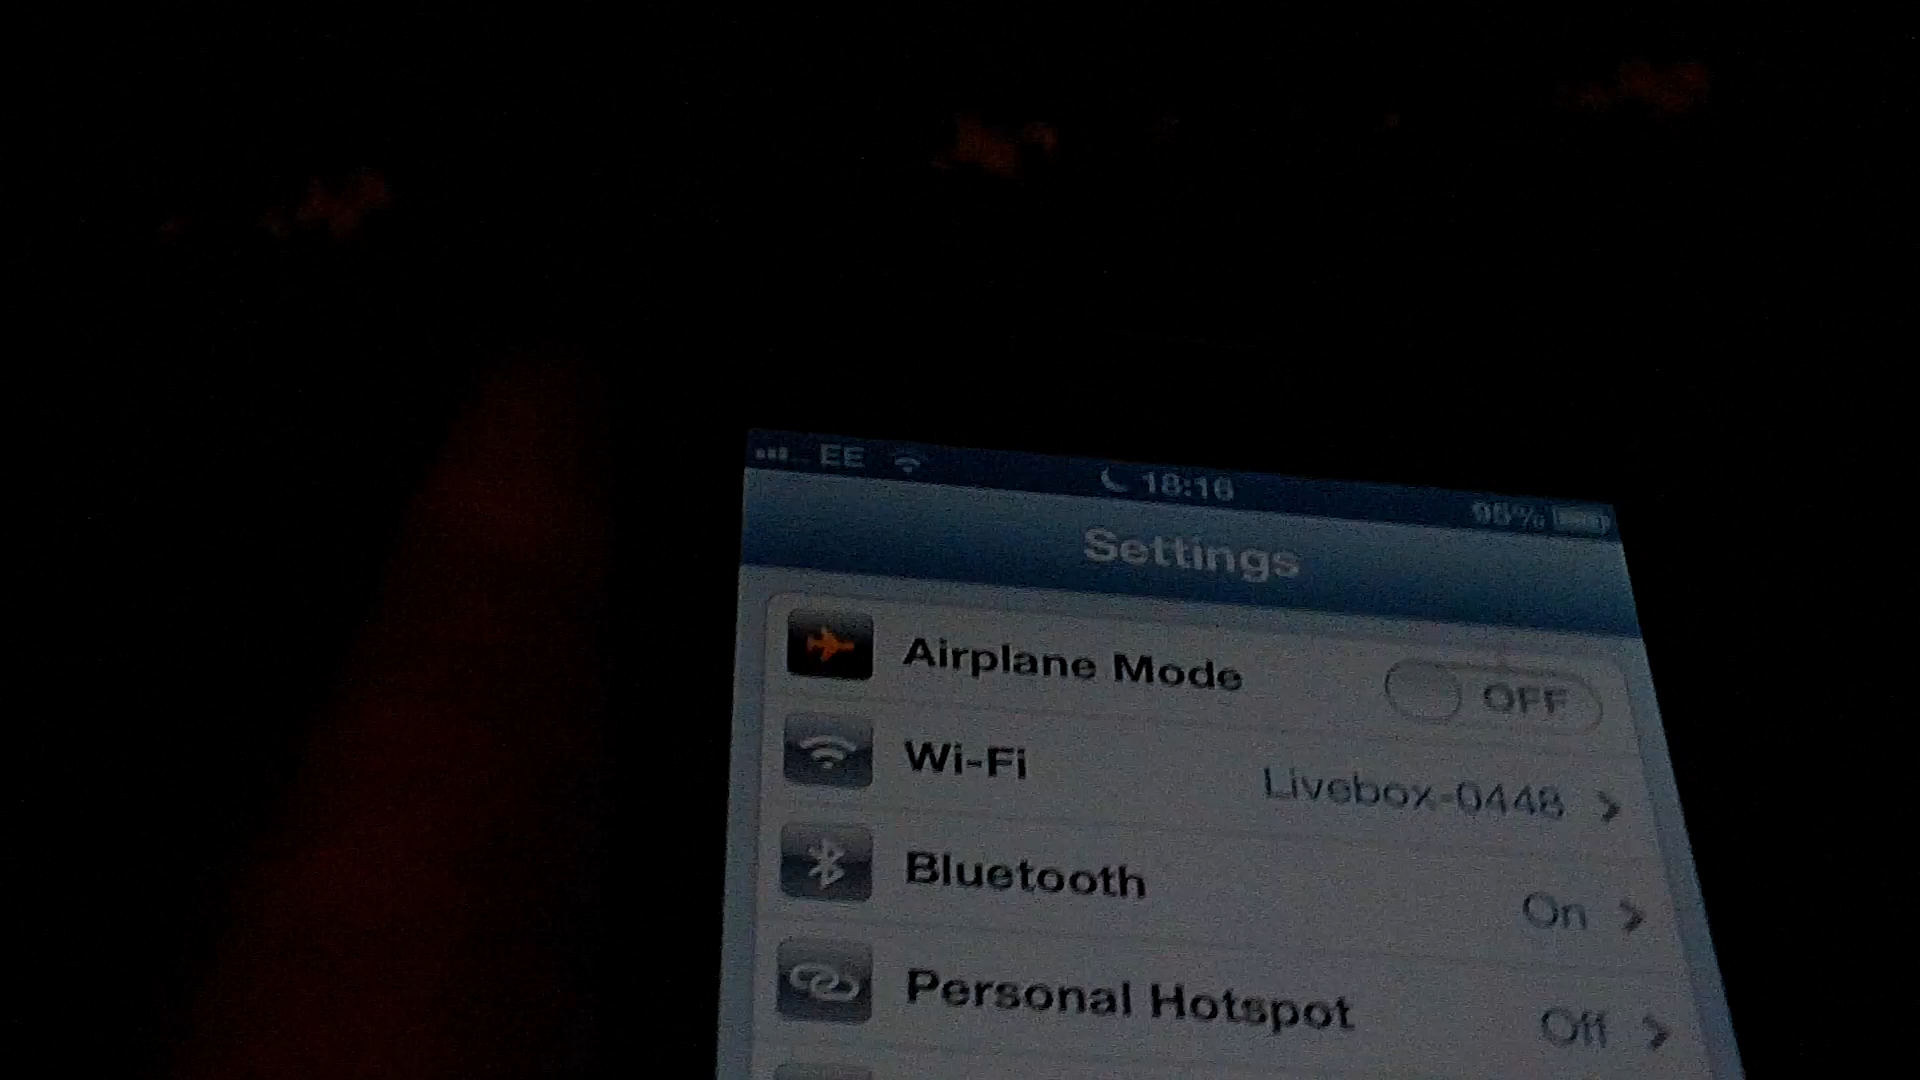 EE 18:16
Settings
Airplane Mode OFF
Wi-Fi Livebox-0448
Bluetooth On
Personal Hotspot Off